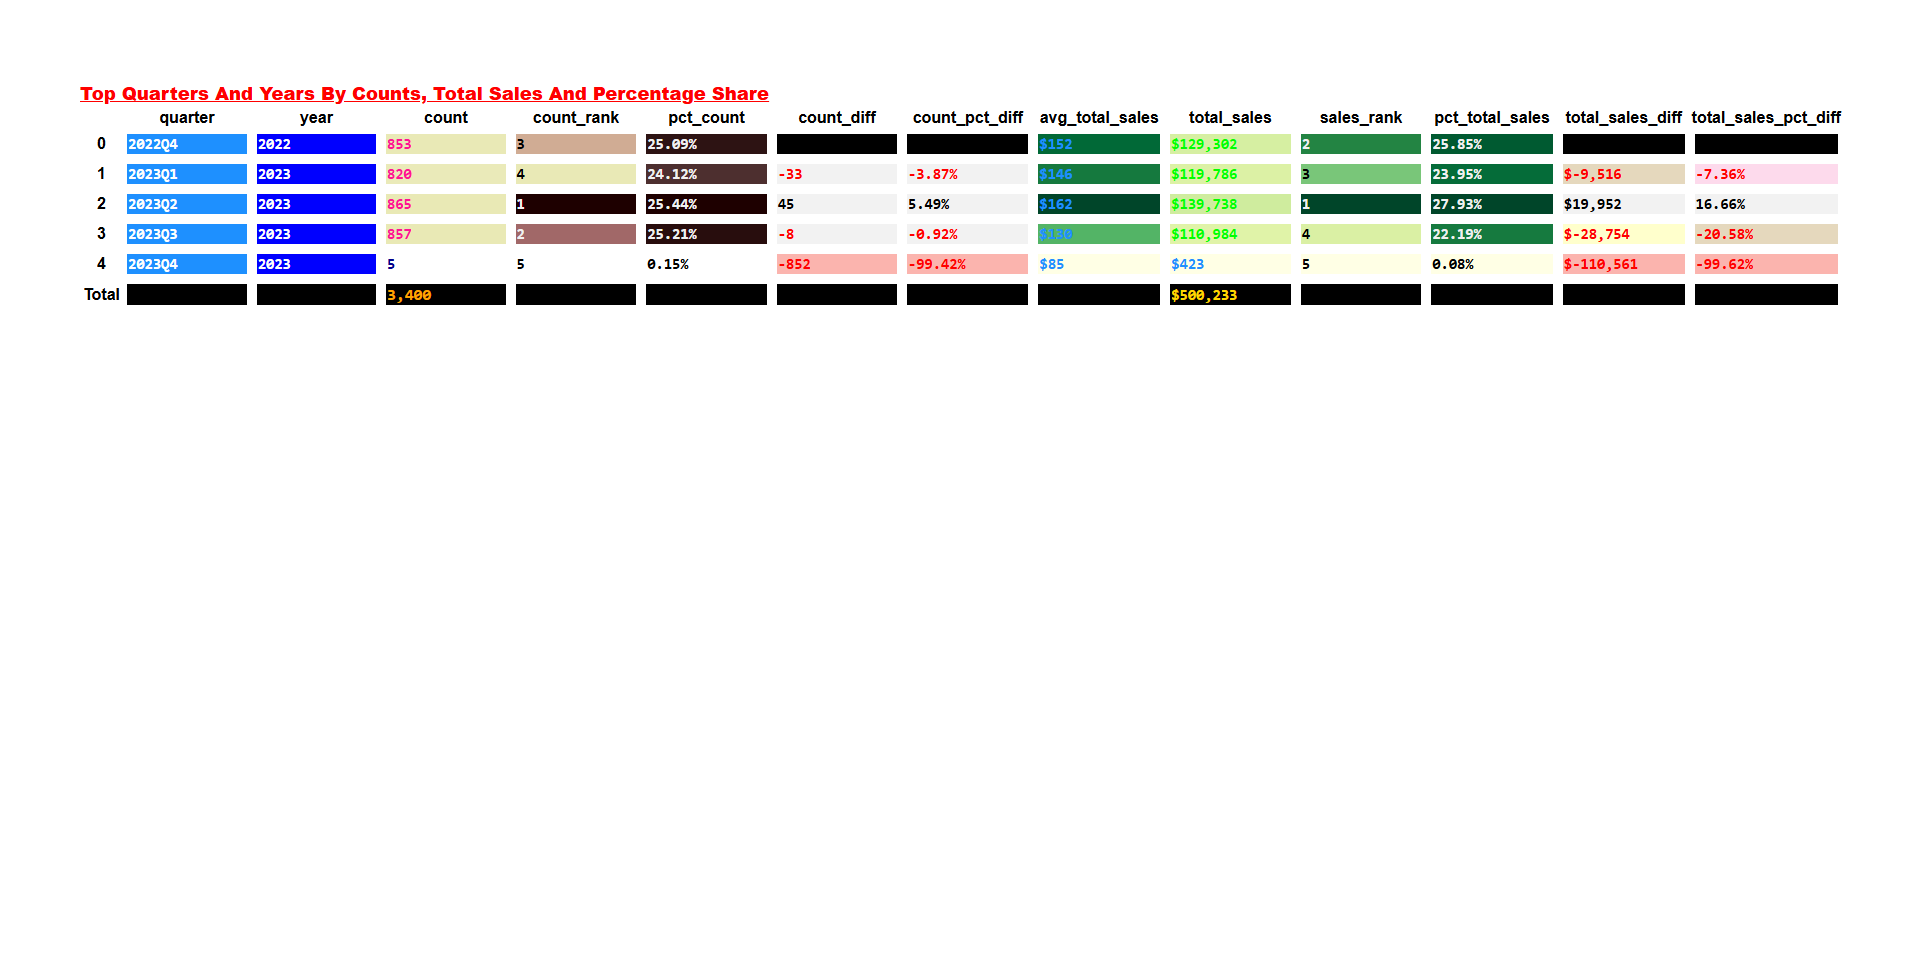 Top Quarters And Years By Counts, Total Sales And Percentage Share
quarter year count count_rank pct_count count_diff count_pct_diff avg_total_sales total_sales sales_rank pct_total_sales total_sales_diff total_sales_pct_diff
0 2022Q4 2022 853 3 25.09% $152 $129,302 2 25.85%
1 2023Q1 2023 820 4 24.12% -33 -3.87% $146 $119,786 3 23.95% $-9,516 -7.36%
2 2023Q2 2023 865 1 25.44% 45 5.49% $162 $139,738 1 27.93% $19,952 16.66%
3 2023Q3 2023 857 2 25.21% -8 -0.92% $130 $110,984 4 22.19% $-28,754 -20.58%
4 2023Q4 2023 5 5 0.15% -852 -99.42% $85 $423 5 0.08% $-110,561 -99.62%
Total 3,400 $500,233